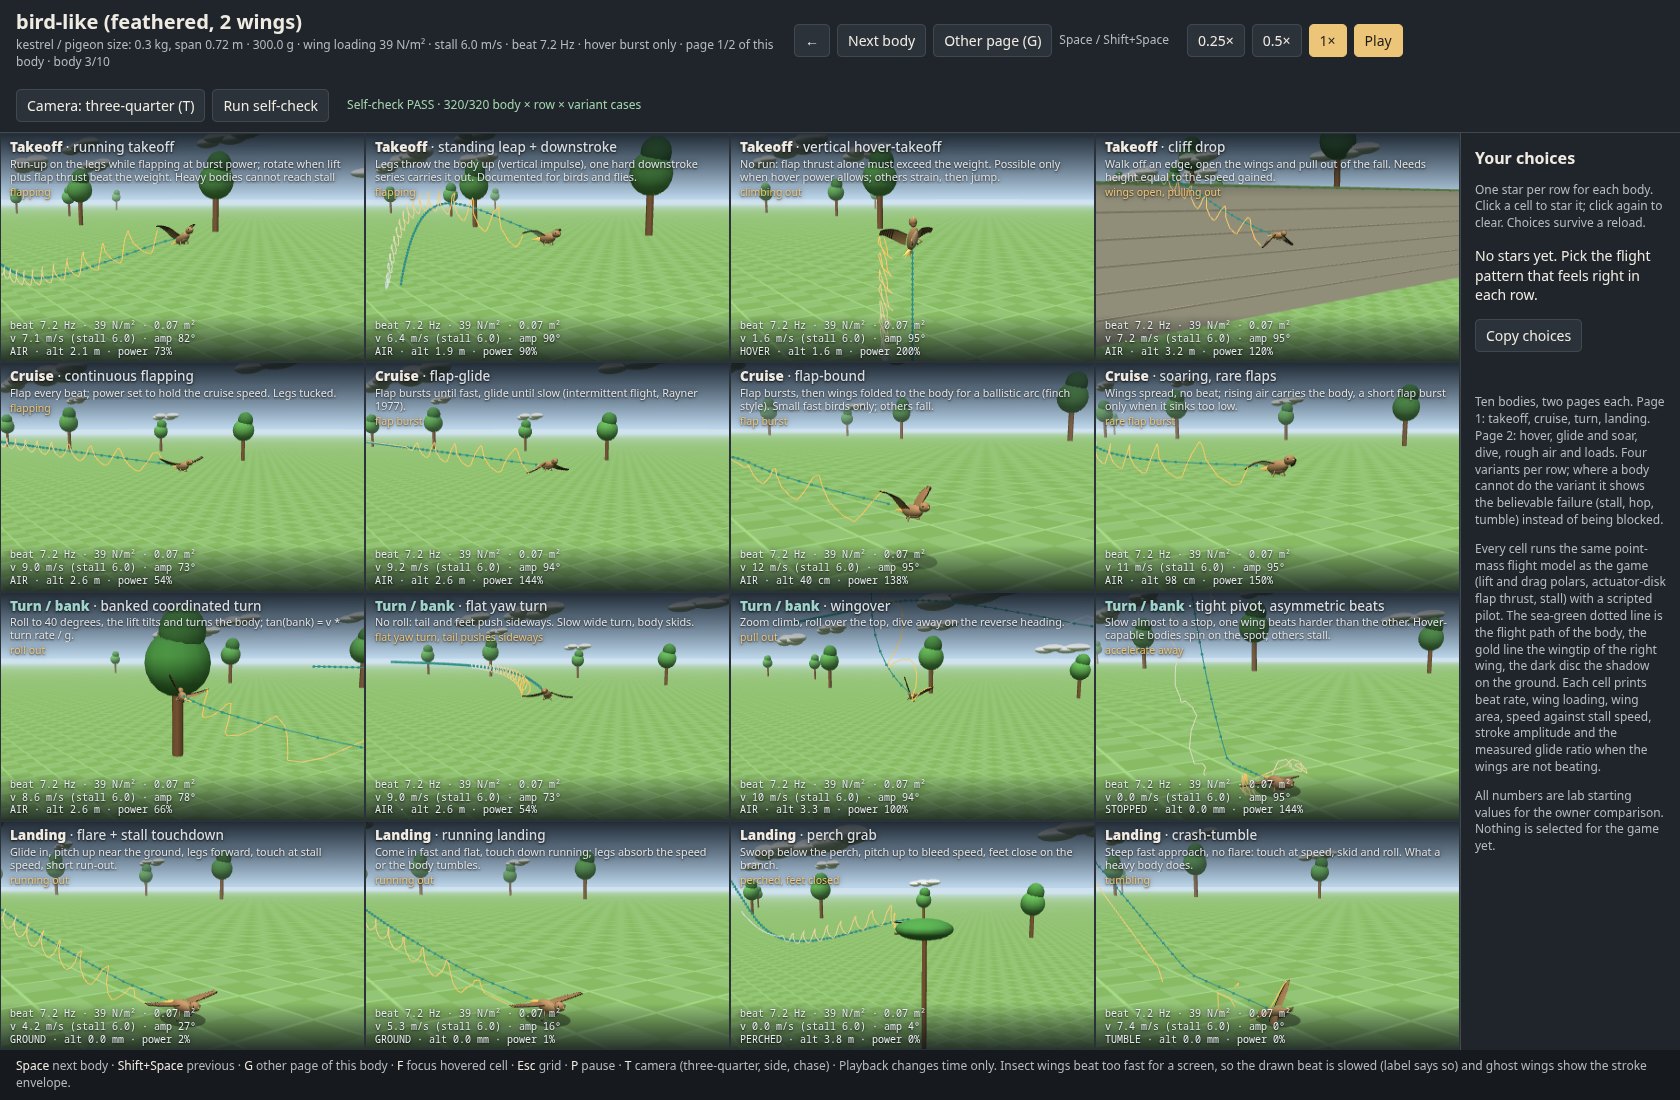 bird-like (feathered, 2 wings)
kestrel / pigeon size: 0.3 kg, span 0.72 m · 300.0 g · wing loading 39 N/m² · stall 6.0 m/s · beat 7.2 Hz · hover burst only · page 1/2 of this
body · body 3/10
←
Next body
Other page (G)
Space / Shift+Space
0.25×
0.5×
1×
Play
Camera: three-quarter (T)
Run self-check
Self-check PASS · 320/320 body × row × variant cases
Takeoff · running takeoff
Run-up on the legs while flapping at burst power; rotate when lift
plus flap thrust beat the weight. Heavy bodies cannot reach stall
flapping
beat 7.2 Hz · 39 N/m² · 0.07 m²
v 7.1 m/s (stall 6.0) · amp 82°
AIR · alt 2.1 m · power 73%
Takeoff · standing leap + downstroke
Legs throw the body up (vertical impulse), one hard downstroke
series carries it out. Documented for birds and flies.
flapping
beat 7.2 Hz · 39 N/m² · 0.07 m²
v 6.4 m/s (stall 6.0) · amp 90°
AIR · alt 1.9 m · power 90%
Takeoff · vertical hover-takeoff
No run: flap thrust alone must exceed the weight. Possible only
when hover power allows; others strain, then jump.
climbing out
beat 7.2 Hz · 39 N/m² · 0.07 m²
v 1.6 m/s (stall 6.0) · amp 95°
HOVER · alt 1.6 m · power 200%
Takeoff · cliff drop
Walk off an edge, open the wings and pull out of the fall. Needs
height equal to the speed gained.
wings open, pulling out
beat 7.2 Hz · 39 N/m² · 0.07 m²
v 7.2 m/s (stall 6.0) · amp 95°
AIR · alt 3.2 m · power 120%
Cruise · continuous flapping
Flap every beat; power set to hold the cruise speed. Legs tucked.
flapping
beat 7.2 Hz · 39 N/m² · 0.07 m²
v 9.0 m/s (stall 6.0) · amp 73°
AIR · alt 2.6 m · power 54%
Cruise · flap-glide
Flap bursts until fast, glide until slow (intermittent flight, Rayner
1977).
flap burst
beat 7.2 Hz · 39 N/m² · 0.07 m²
v 9.2 m/s (stall 6.0) · amp 94°
AIR · alt 2.6 m · power 144%
Cruise · flap-bound
Flap bursts, then wings folded to the body for a ballistic arc (finch
style). Small fast birds only; others fall.
flap burst
beat 7.2 Hz · 39 N/m² · 0.07 m²
v 12 m/s (stall 6.0) · amp 95°
AIR · alt 40 cm · power 138%
Cruise · soaring, rare flaps
Wings spread, no beat; rising air carries the body, a short flap burst
only when it sinks too low.
rare flap burst
beat 7.2 Hz · 39 N/m² · 0.07 m²
v 11 m/s (stall 6.0) · amp 95°
AIR · alt 98 cm · power 150%
Turn / bank · banked coordinated turn
Roll to 40 degrees, the lift tilts and turns the body; tan(bank) = v *
turn rate / g.
roll out
beat 7.2 Hz · 39 N/m² · 0.07 m²
v 8.6 m/s (stall 6.0) · amp 78°
AIR · alt 2.6 m · power 66%
Turn / bank · flat yaw turn
No roll: tail and feet push sideways. Slow wide turn, body skids.
flat yaw turn, tail pushes sideways
beat 7.2 Hz · 39 N/m² · 0.07 m²
v 9.0 m/s (stall 6.0) · amp 73°
AIR · alt 2.6 m · power 54%
Turn / bank · wingover
Zoom climb, roll over the top, dive away on the reverse heading.
pull out
beat 7.2 Hz · 39 N/m² · 0.07 m²
v 10 m/s (stall 6.0) · amp 94°
AIR · alt 3.3 m · power 100%
Turn / bank · tight pivot, asymmetric beats
Slow almost to a stop, one wing beats harder than the other. Hover-
capable bodies spin on the spot; others stall.
accelerate away
beat 7.2 Hz · 39 N/m² · 0.07 m²
v 0.0 m/s (stall 6.0) · amp 95°
STOPPED · alt 0.0 mm · power 144%
Landing · flare + stall touchdown
Glide in, pitch up near the ground, legs forward, touch at stall
speed, short run-out.
running out
beat 7.2 Hz · 39 N/m² · 0.07 m²
v 4.2 m/s (stall 6.0) · amp 27°
GROUND · alt 0.0 mm · power 2%
Landing · running landing
Come in fast and flat, touch down running; legs absorb the speed
or the body tumbles.
running out
beat 7.2 Hz · 39 N/m² · 0.07 m²
v 5.3 m/s (stall 6.0) · amp 16°
GROUND · alt 0.0 mm · power 1%
Landing · perch grab
Swoop below the perch, pitch up to bleed speed, feet close on the
branch.
perched, feet closed
beat 7.2 Hz · 39 N/m² · 0.07 m²
v 0.0 m/s (stall 6.0) · amp 4°
PERCHED · alt 3.8 m · power 0%
Landing · crash-tumble
Steep fast approach, no flare: touch at speed, skid and roll. What a
heavy body does.
tumbling
beat 7.2 Hz · 39 N/m² · 0.07 m²
v 7.4 m/s (stall 6.0) · amp 0°
TUMBLE · alt 0.0 mm · power 0%
Your choices
One star per row for each body.
Click a cell to star it; click again to
clear. Choices survive a reload.
No stars yet. Pick the flight
pattern that feels right in
each row.
Copy choices
Ten bodies, two pages each. Page
1: takeoff, cruise, turn, landing.
Page 2: hover, glide and soar,
dive, rough air and loads. Four
variants per row; where a body
cannot do the variant it shows
the believable failure (stall, hop,
tumble) instead of being blocked.
Every cell runs the same point-
mass flight model as the game
(lift and drag polars, actuator-disk
flap thrust, stall) with a scripted
pilot. The sea-green dotted line is
the flight path of the body, the
gold line the wingtip of the right
wing, the dark disc the shadow
on the ground. Each cell prints
beat rate, wing loading, wing
area, speed against stall speed,
stroke amplitude and the
measured glide ratio when the
wings are not beating.
All numbers are lab starting
values for the owner comparison.
Nothing is selected for the game
yet.
Space next body · Shift+Space previous · G other page of this body · F focus hovered cell · Esc grid · P pause · T camera (three-quarter, side, chase) · Playback changes time only. Insect wings beat too fast for a screen, so the drawn beat is slowed (label says so) and ghost wings show the stroke
envelope.